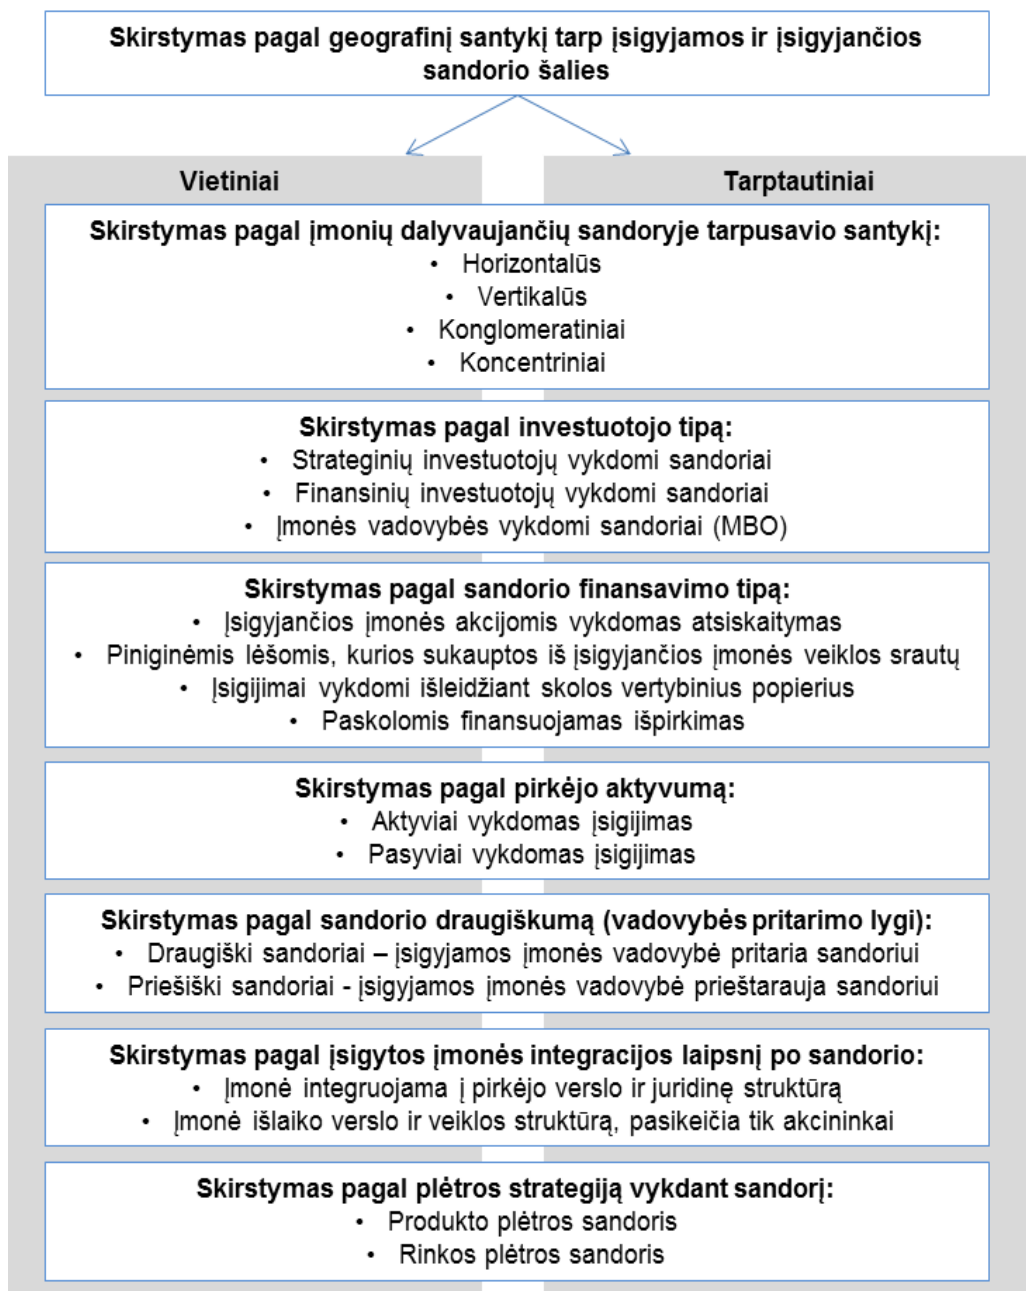 Skirstymas pagal geografinį santykį tarp įsigyjamos ir įsigyjančios
sandorio šalies
Vietiniai
Tarptautiniai
Skirstymas pagal įmonių dalyvaujančių sandoryje tarpusavio santykį:
• Horizontalūs
• Vertikalūs
• Konglomeratiniai
• Koncentriniai
Skirstymas pagal investuotojo tipą:
• Strateginių investuotojų vykdomi sandoriai
• Finansinių investuotojų vykdomi sandoriai
• Įmonės vadovybės vykdomi sandoriai (MBO)
Skirstymas pagal sandorio finansavimo tipą:
• Įsigyjančios įmonės akcijomis vykdomas atsiskaitymas
• Piniginėmis lėšomis, kurios sukauptos iš įsigyjančios įmonės veiklos srautų
• Įsigijimai vykdomi išleidžiant skolos vertybinius popierius
• Paskolomis finansuojamas išpirkimas
Skirstymas pagal pirkėjo aktyvumą:
• Aktyviai vykdomas įsigijimas
• Pasyviai vykdomas įsigijimas
Skirstymas pagal sandorio draugiškumą (vadovybės pritarimo lygi):
• Draugiški sandoriai – įsigyjamos įmonės vadovybė pritaria sandoriui
• Priešiški sandoriai - įsigyjamos įmonės vadovybė prieštarauja sandoriui
Skirstymas pagal įsigytos įmonės integracijos laipsnį po sandorio:
• Įmonė integruojama į pirkėjo verslo ir juridinę struktūrą
• Įmonė išlaiko verslo ir veiklos struktūrą, pasikeičia tik akcininkai
Skirstymas pagal plėtros strategiją vykdant sandorį:
• Produkto plėtros sandoris
• Rinkos plėtros sandoris